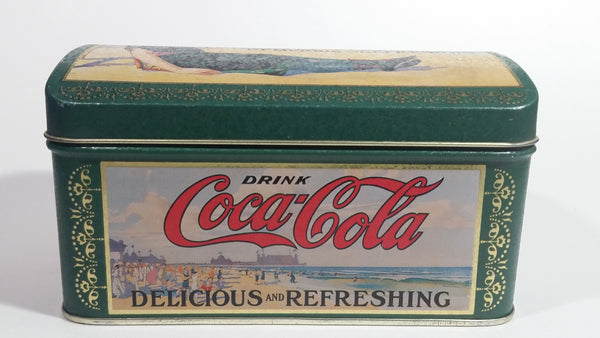 DRINK
Coca-Cola
DELICIOUS AND REFRESHING